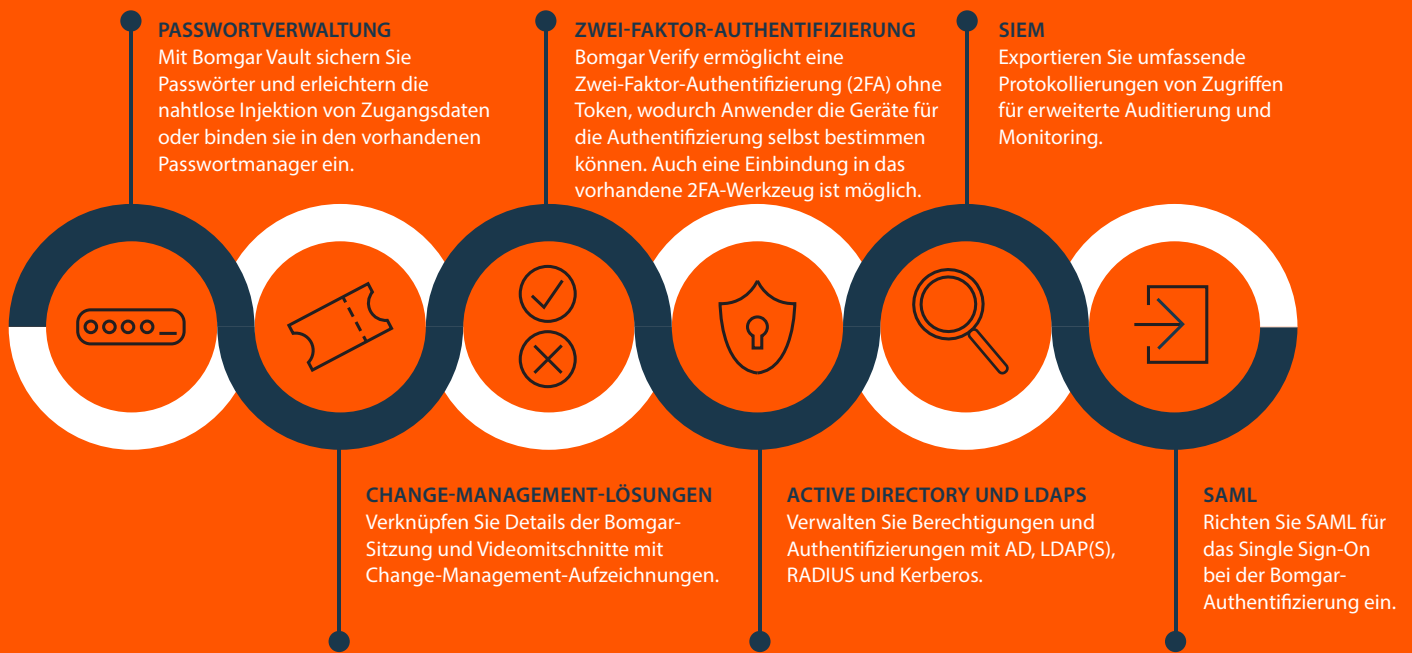 PASSWORTVERWALTUNG
Mit Bomgar Vault sichern Sie
Passwörter und erleichtern die
nahtlose Injektion von Zugangsdaten
oder binden sie in den vorhandenen
Passwortmanager ein.
ZWEI-FAKTOR-AUTHENTIFIZIERUNG
Bomgar Verify ermöglicht eine
Zwei-Faktor-Authentifizierung (2FA) ohne
Token, wodurch Anwender die Geräte für
die Authentifizierung selbst bestimmen
können. Auch eine Einbindung in das
vorhandene 2FA-Werkzeug ist möglich.
SIEM
Exportieren Sie umfassende
Protokollierungen von Zugriffen
für erweiterte Auditierung und
Monitoring.
CHANGE-MANAGEMENT-LÖSUNGEN
Verknüpfen Sie Details der Bomgar-
Sitzung und Videomitschnitte mit
Change-Management-Aufzeichnungen.
ACTIVE DIRECTORY UND LDAPS
Verwalten Sie Berechtigungen und
Authentifizierungen mit AD, LDAP(S),
RADIUS und Kerberos.
SAML
Richten Sie SAML für
das Single Sign-On
bei der Bomgar-
Authentifizierung ein.